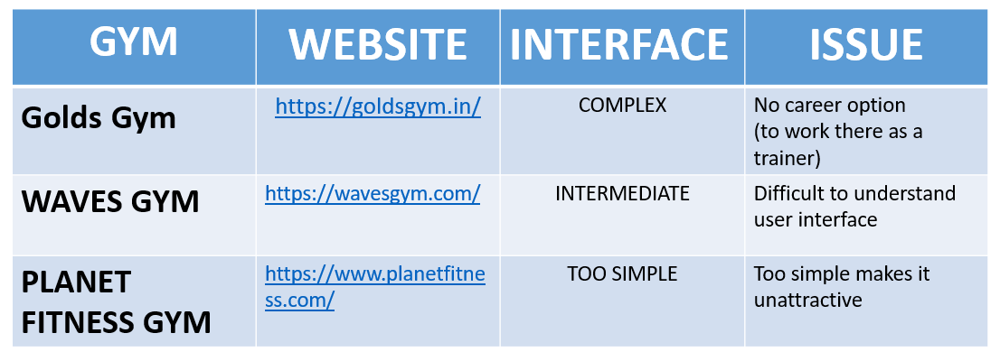 GYM WEBSITE INTERFACE ISSUE
Golds Gym https://goldsgym.in/ COMPLEX No career option
(to work there as a
trainer)
WAVES GYM https://wavesgym.com/ INTERMEDIATE Difficult to understand
user interface
PLANET
FITNESS GYM https://www.planetfitne
ss.com/ TOO SIMPLE Too simple makes it
unattractive